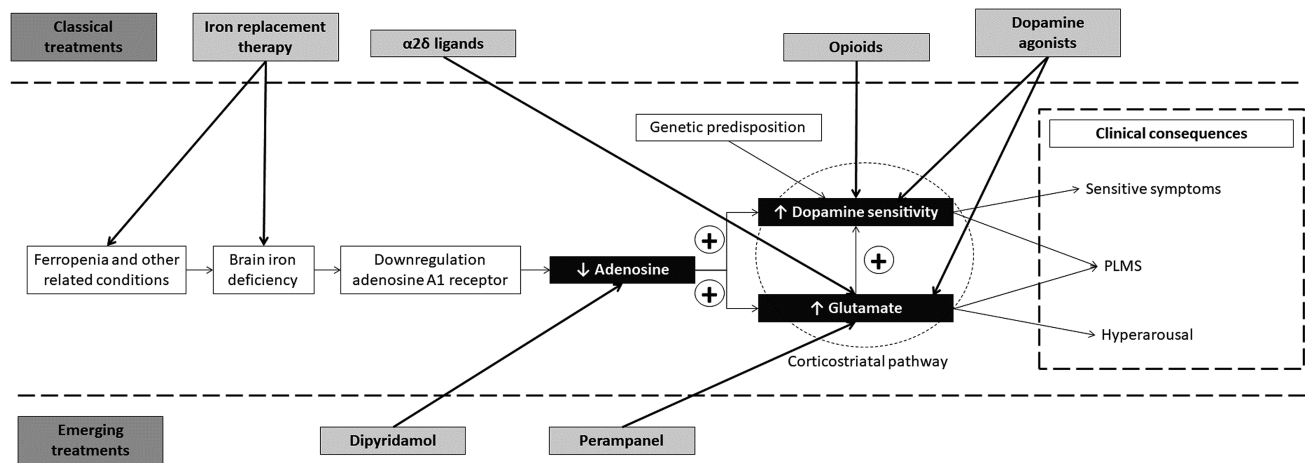 Classical
treatments
Iron replacement
therapy
α2δ ligands
Opioids
Dopamine
agonists
Genetic predisposition
Clinical consequences
↑ Dopamine sensitivity
Sensitive symptoms
+
Ferropenia and other
related conditions
Brain iron
deficiency
Downregulation
adenosine A1 receptor
↓ Adenosine
+
+
PLMS
↑ Glutamate
Hyperarousal
Corticostriatal pathway
Emerging
treatments
Dipyridamol
Perampanel